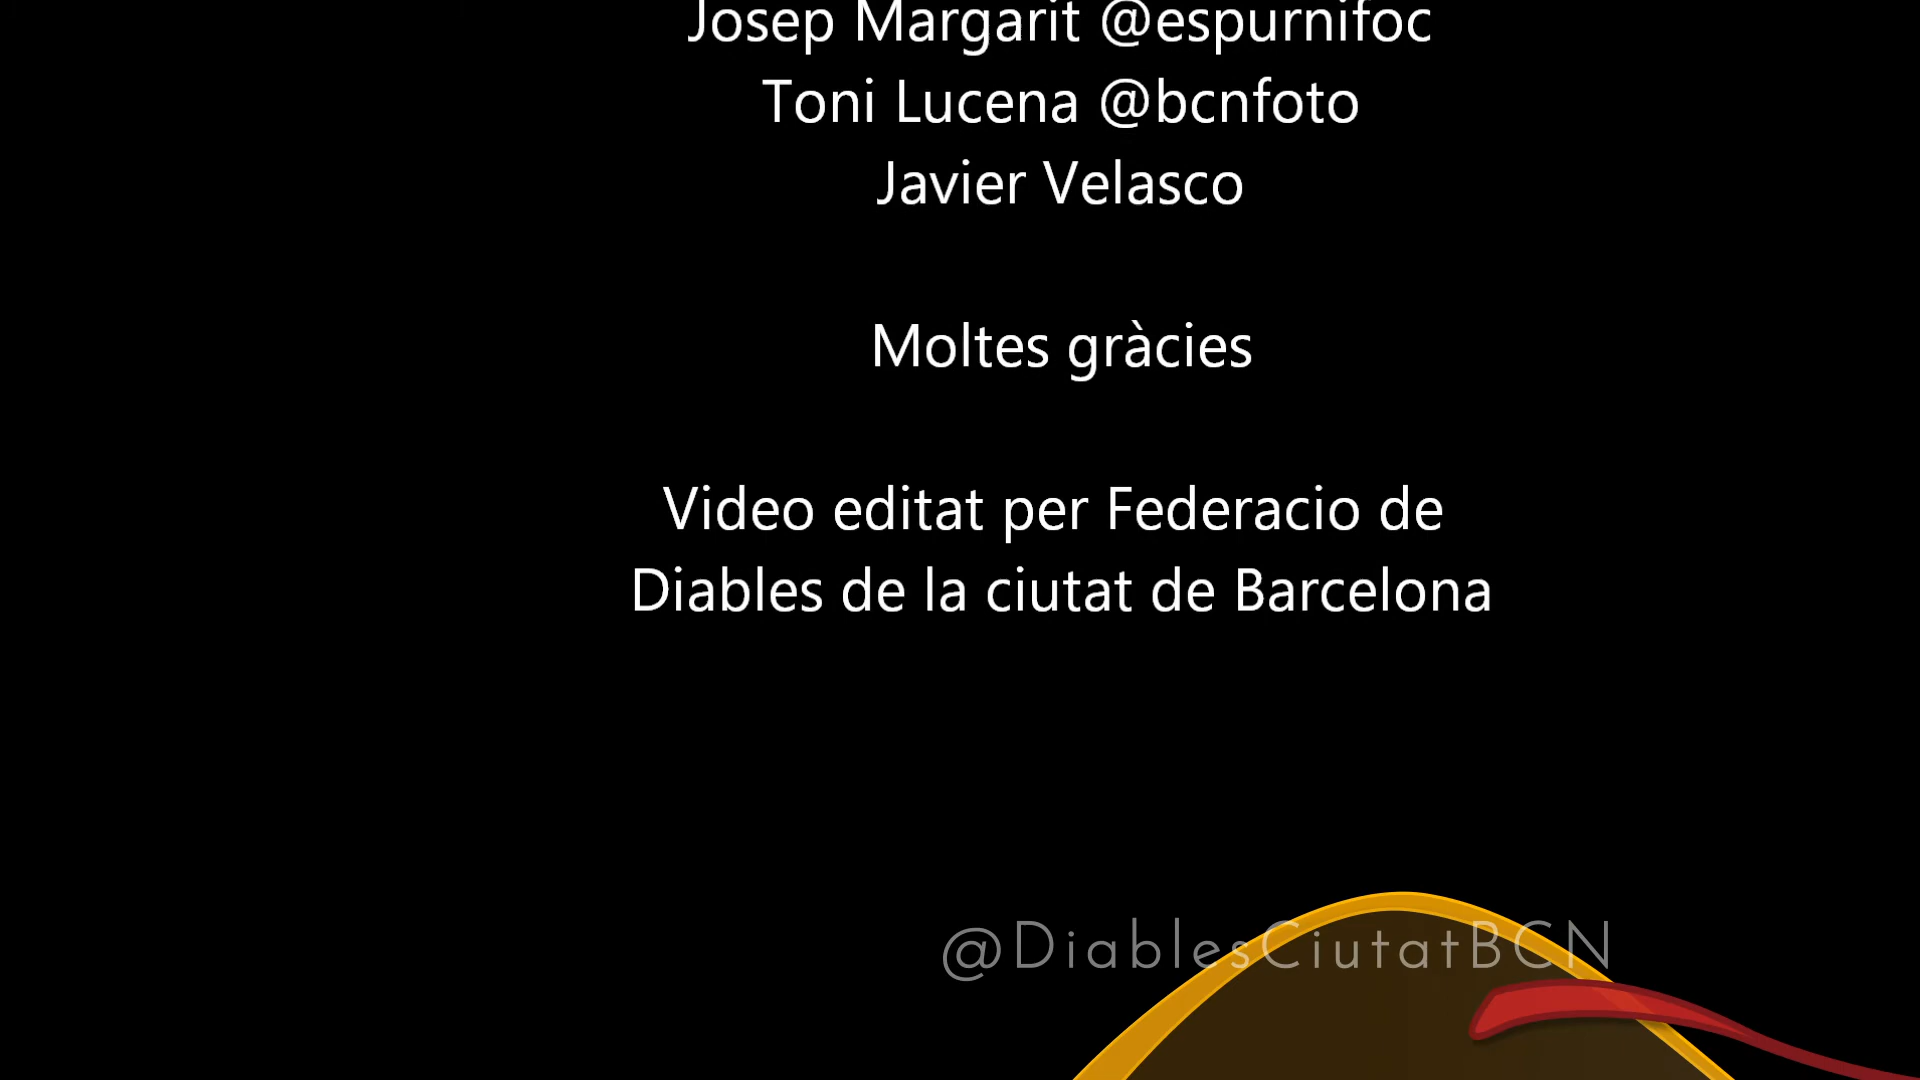 Josep Margarit @espurnifoc
Toni Lucena @bcnfoto
Javier Velasco
Moltes gràcies
Video editat per Federacio de
Diables de la ciutat de Barcelona
@DiablesCiutatBCN